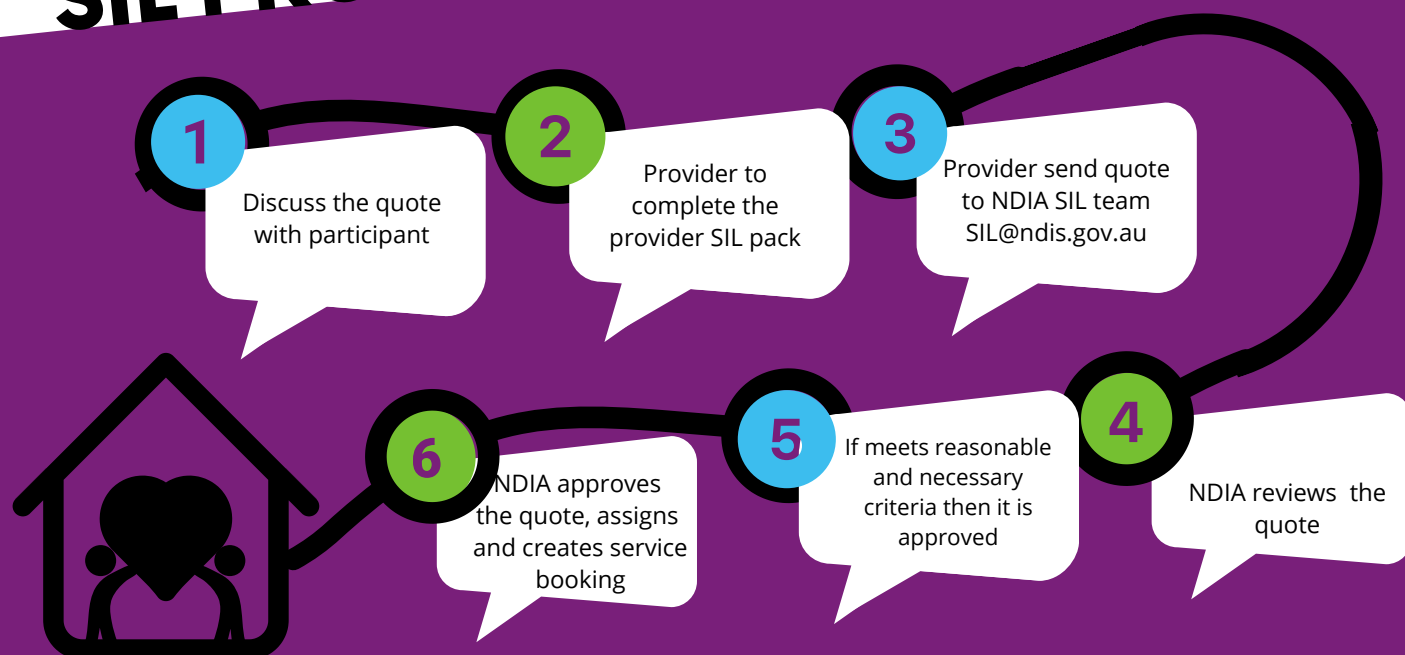 SIL
1
Discuss the quote
with participant
2
Provider to
complete the
provider SIL pack
3
Provider send quote
to NDIA SIL team
SIL@ndis.gov.au
4
NDIA reviews  the
quote
5
If meets reasonable
and necessary
criteria then it is
approved
6
NDIA approves
the quote, assigns
and creates service
booking